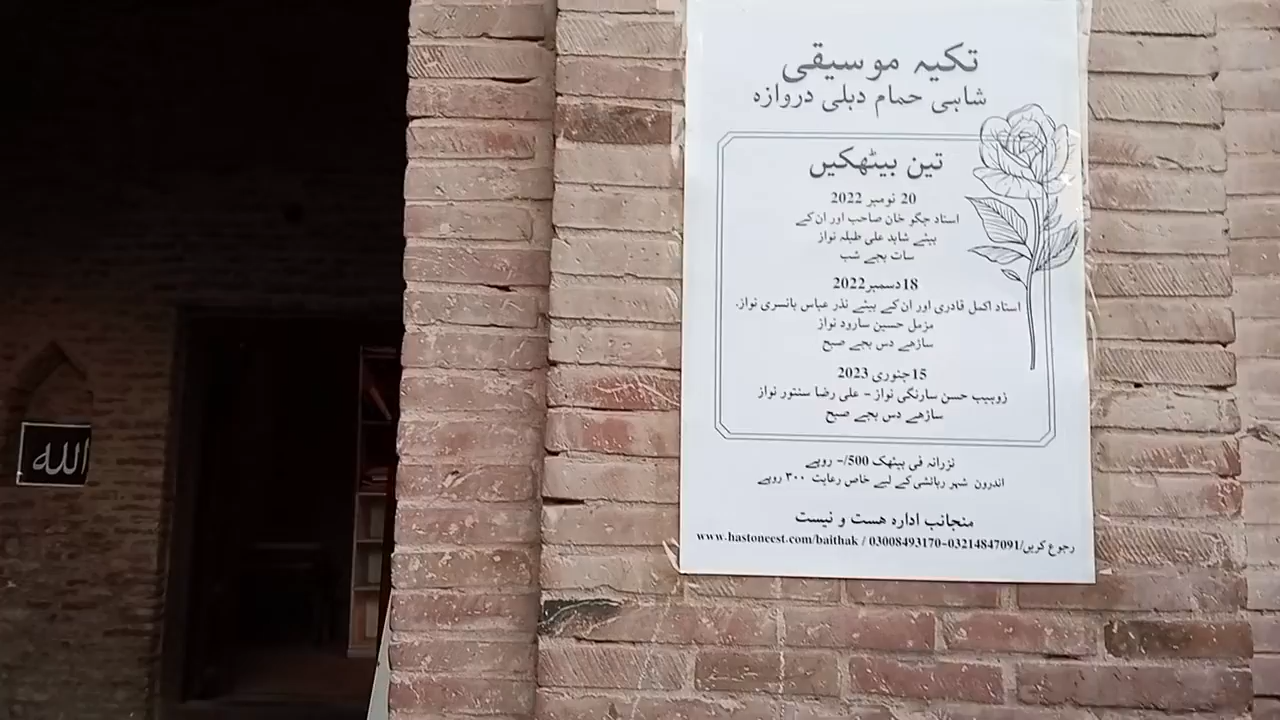 تکیہ موسیقی
شاہی حمام دہلی دروازہ
تین بیٹھکیں
20 نومبر 2022
استاد جگو خان صاحب اور ان کے
بیٹے شاہد علی طبلہ نواز
سات بجے شب
18 دسمبر 2022
استاد اکمل قادری اور ان کے بیٹے نذر عباس بانسری نواز۔
مزمل حسین سارود نواز
ساڑھے دس بجے صبح
15 جنوری 2023
زوہیب حسن سارنگی نواز – علی رضا سنتور نواز
ساڑھے دس بجے صبح
نزرانہ فی بیٹھک 500/- روپے
اندرون شہر رہائشی کے لیے خاص رعایت ۳۰۰ روپے
منجانب ادارہ ہست و نیست
رجوع کریں/03214847091-03008493170 / www.hastoneest.com/baithak
الله